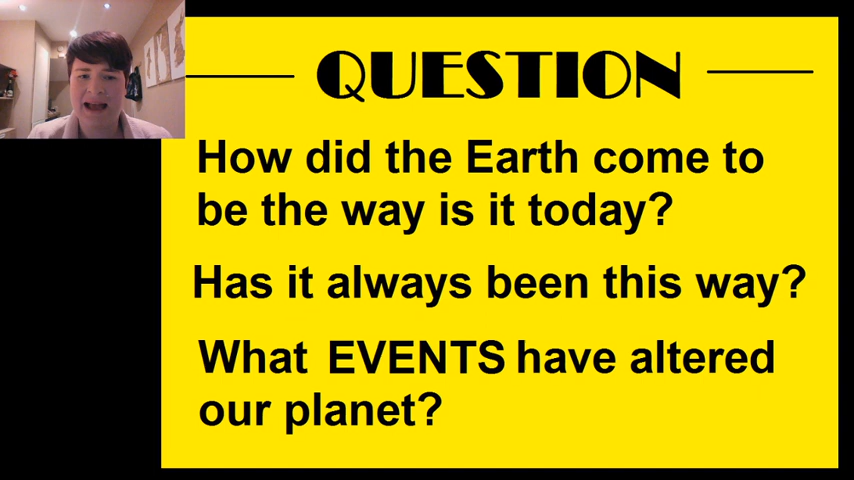 QUESTION
How did the Earth come to
be the way is it today?
Has it always been this way?
What EVENTS have altered
our planet?